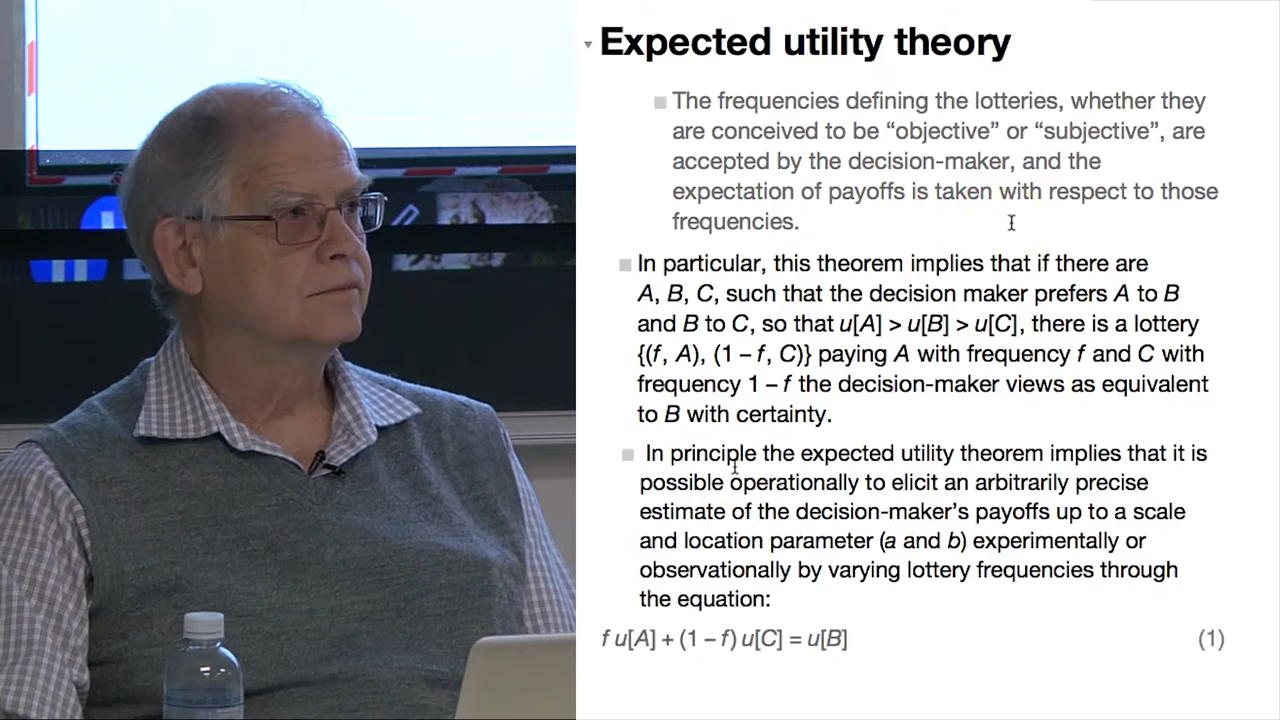 Expected utility theory
The frequencies defining the lotteries, whether they
are conceived to be “objective” or “subjective”, are
accepted by the decision-maker, and the
expectation of payoffs is taken with respect to those
frequencies.
In particular, this theorem implies that if there are
A, B, C, such that the decision maker prefers A to B
and B to C, so that u[A] > u[B] > u[C], there is a lottery
{(f, A), (1 – f, C)} paying A with frequency f and C with
frequency 1 – f the decision-maker views as equivalent
to B with certainty.
In principle the expected utility theorem implies that it is
possible operationally to elicit an arbitrarily precise
estimate of the decision-maker’s payoffs up to a scale
and location parameter (a and b) experimentally or
observationally by varying lottery frequencies through
the equation:
f u[A] + (1 – f) u[C] = u[B] (1)